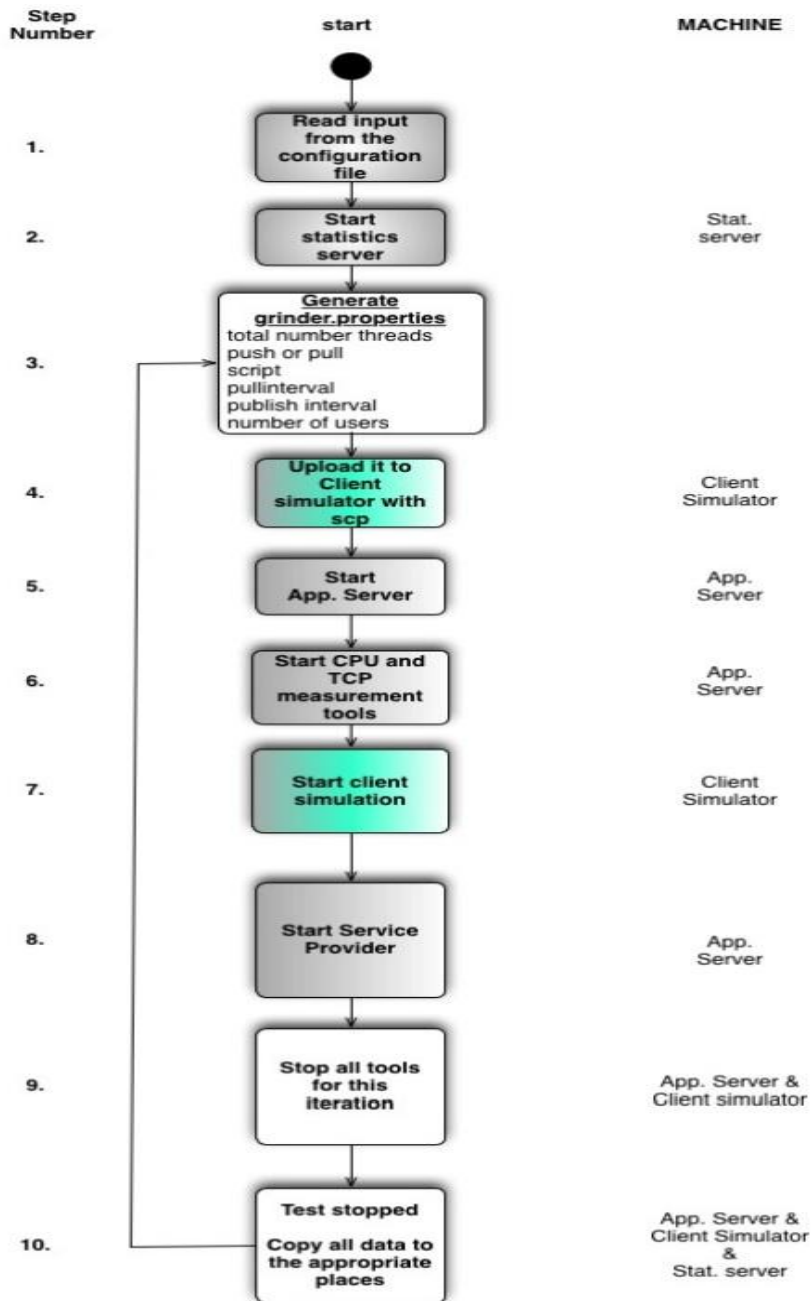 Step
Number
start
MACHINE
1.
Read input
from the
configuration
file
2.
Start
statistics
server
Stat.
server
3.
Generate
grinder.properties
total number threads
push or pull
script
pullinterval
publish interval
number of users
4.
Upload it to
Client
simulator with
scp
Client
Simulator
5.
Start
App. Server
App.
Server
6.
Start CPU and
TCP
measurement
tools
App.
Server
7.
Start client
simulation
Client
Simulator
8.
Start Service
Provider
App.
Server
9.
Stop all tools
for this
iteration
App. Server &
Client simulator
10.
Test stopped
Copy all data to
the appropriate
places
App. Server &
Client Simulator
&
Stat. server